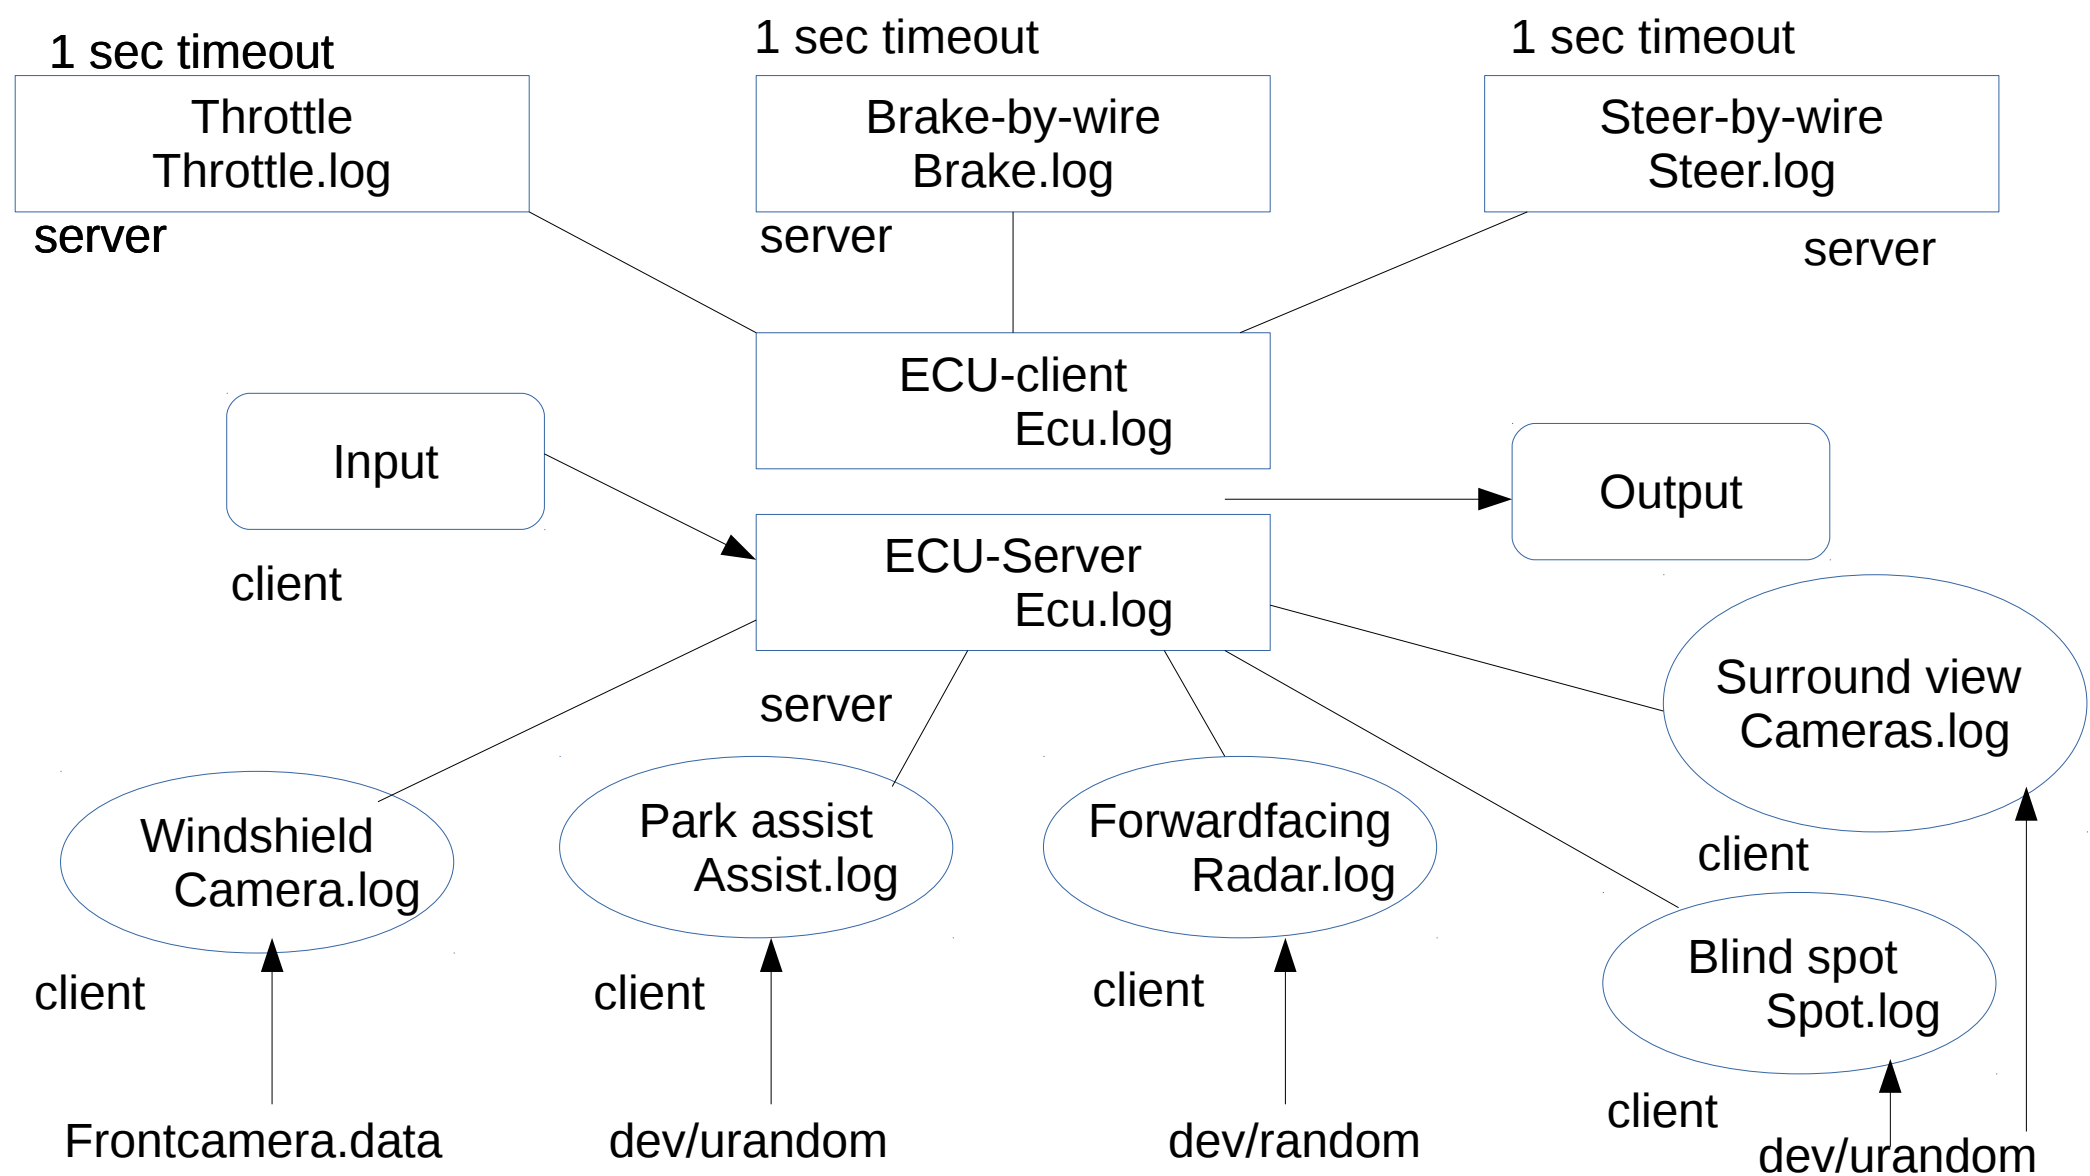 1 sec timeout
1 sec timeout
1 sec timeout
Throttle
Throttle.log
Brake-by-wire
Brake.log
Steer-by-wire
Steer.log
server
server
server
ECU-client
Ecu.log
Input
Output
client
ECU-Server
Ecu.log
server
Surround view
Cameras.log
client
Windshield
Camera.log
Park assist
Assist.log
Forwardfacing
Radar.log
Blind spot
Spot.log
client
client
client
client
Frontcamera.data
dev/urandom
dev/random
dev/urandom